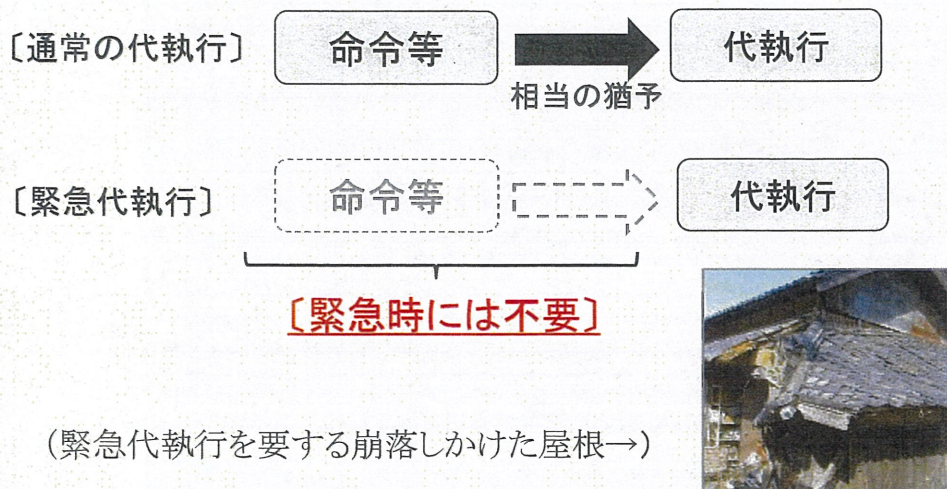 〔通常の代執行〕 命令等 代執行
相当の猶予
〔緊急代執行〕 命令等 代執行
〔緊急時には不要〕
（緊急代執行を要する崩落しかけた屋根→）